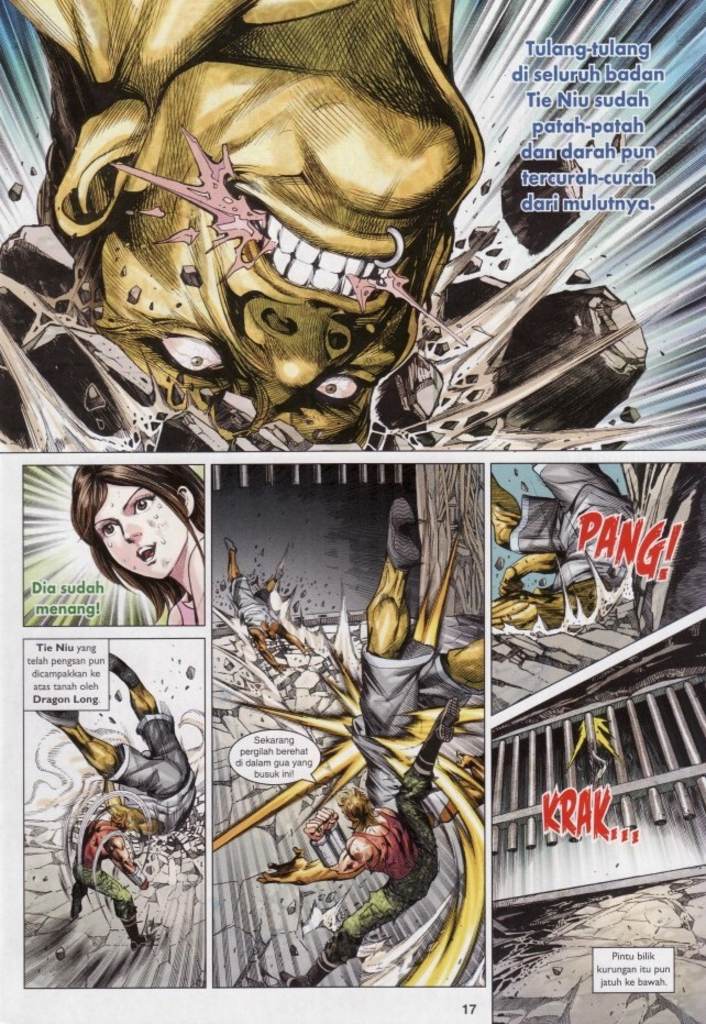 Tulang-tulang
di seluruh badan
Tie Niu sudah
patah-patah
dan darah pun
tercurah-curah
dari mulutnya.
Dia sudah
menang!
Tie Niu yang
telah pengsan pun
dicampakkan ke
atas tanah oleh
Dragon Long.
Sekarang
pergilah berehat
di dalam gua yang
busuk ini!
PANG!
KRAK...
Pintu bilik
kurungan itu pun
jatuh ke bawah.
17